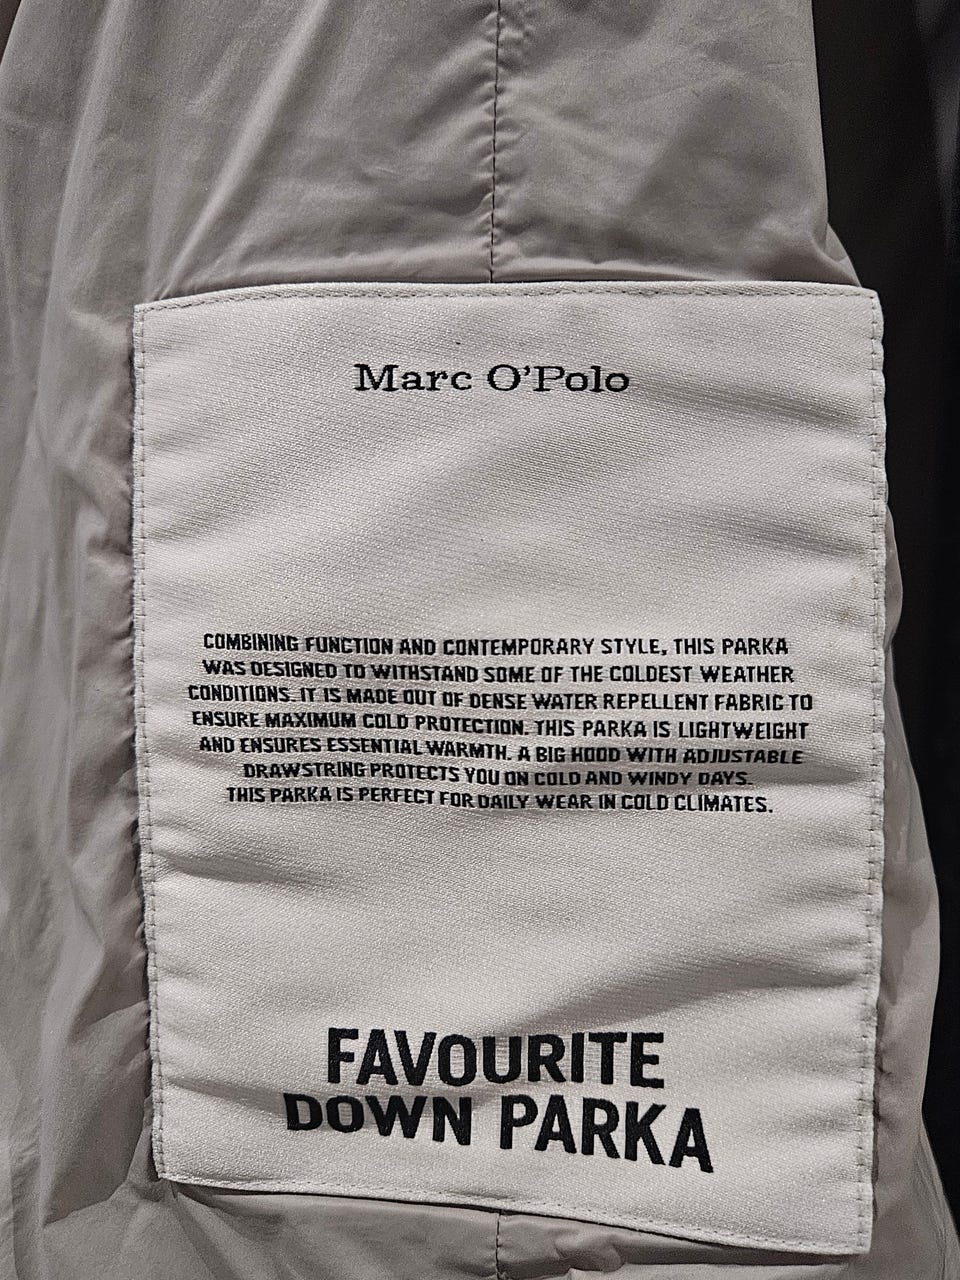 Marc O'Polo
COMBINING FUNCTION AND CONTEMPORARY STYLE, THIS PARKA
WAS DESIGNED TO WITHSTAND SOME OF THE COLDEST WEATHER
CONDITIONS. IT IS MADE OUT OF DENSE WATER REPELLENT FABRIC TO
ENSURE MAXIMUM COLD PROTECTION. THIS PARKA IS LIGHTWEIGHT
AND ENSURES ESSENTIAL WARMTH. A BIG HOOD WITH ADJUSTABLE
DRAWSTRING PROTECTS YOU ON COLD AND WINDY DAYS.
THIS PARKA IS PERFECT FOR DAILY WEAR IN COLD CLIMATES.
FAVOURITE
DOWN PARKA